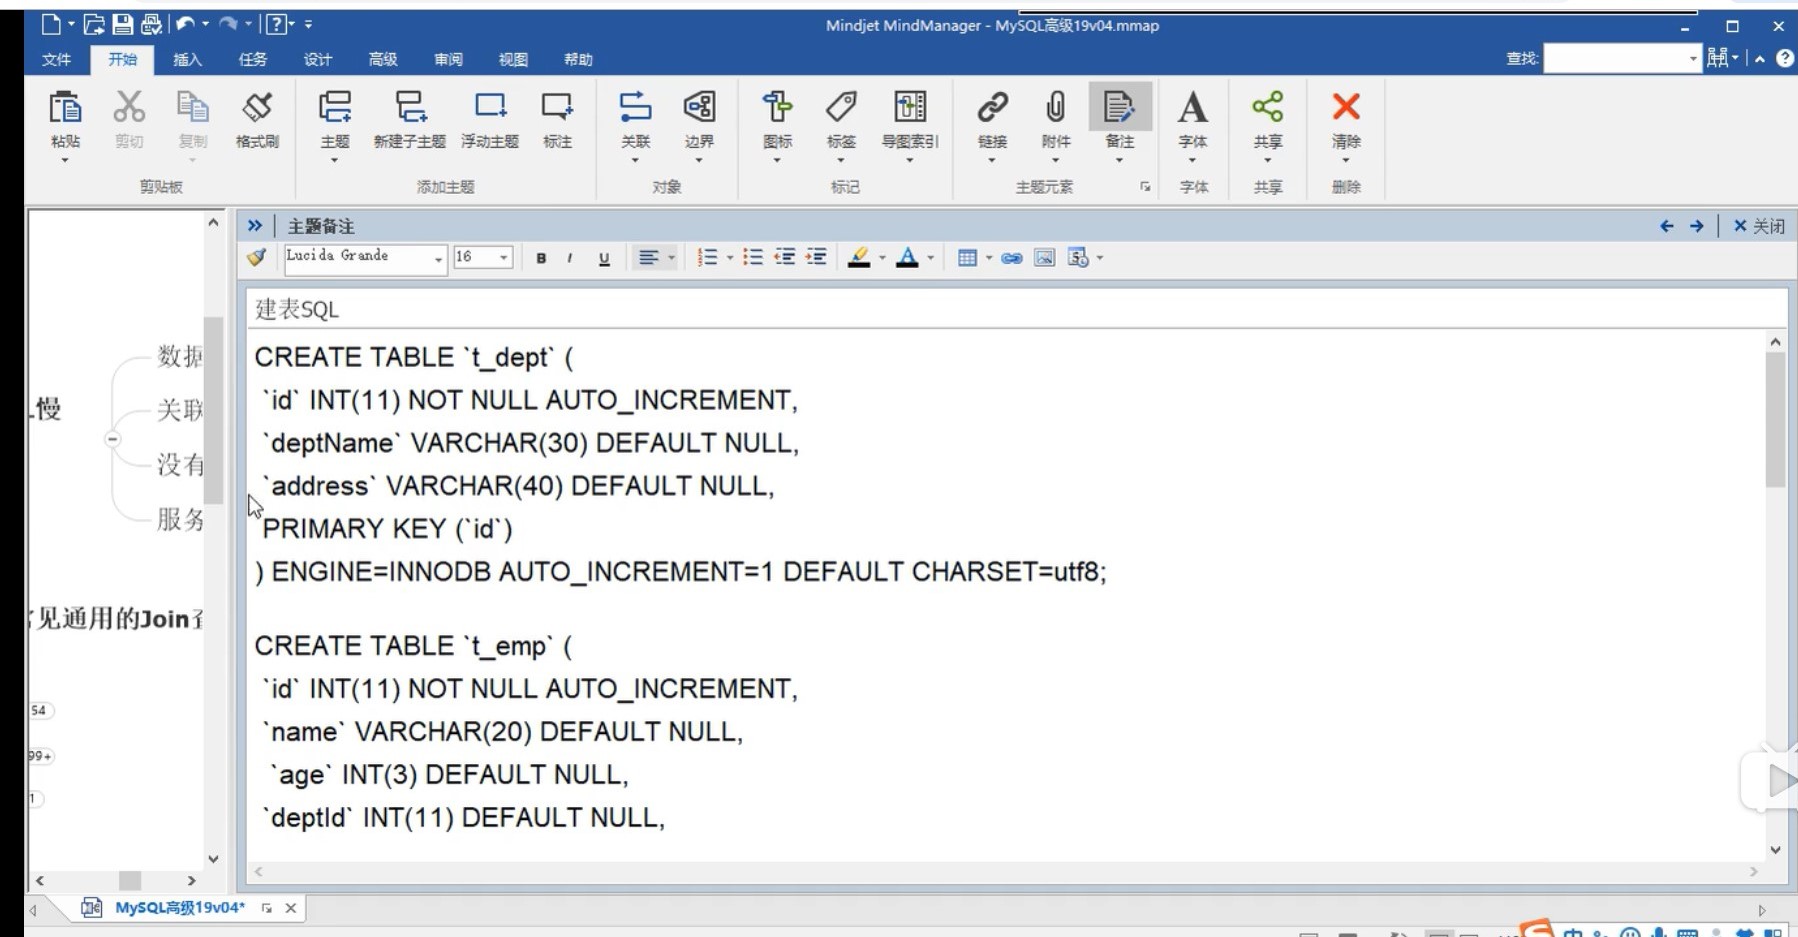 Mindjet MindManager - MySQL高级19v04.mmap
文件 开始 插入 任务 设计 高级 审阅 视图 帮助 查找:
粘贴 剪切 复制 格式刷 主题 新建子主题 浮动主题 标注 关联 边界 图标 标签 导图索引 链接 附件 备注 字体 共享 清除
剪贴板 添加主题 对象 标记 主题元素 字体 共享 删除
主题备注 关闭
Lucida Grande 16 B I U
建表SQL
CREATE TABLE `t_dept` (
`id` INT(11) NOT NULL AUTO_INCREMENT,
`deptName` VARCHAR(30) DEFAULT NULL,
`address` VARCHAR(40) DEFAULT NULL,
PRIMARY KEY (`id`)
) ENGINE=INNODB AUTO_INCREMENT=1 DEFAULT CHARSET=utf8;
CREATE TABLE `t_emp` (
`id` INT(11) NOT NULL AUTO_INCREMENT,
`name` VARCHAR(20) DEFAULT NULL,
`age` INT(3) DEFAULT NULL,
`deptId` INT(11) DEFAULT NULL,
数据
慢
关联
没有
服务
见通用的Join
54
99+
1
MySQL高级19v04*
中